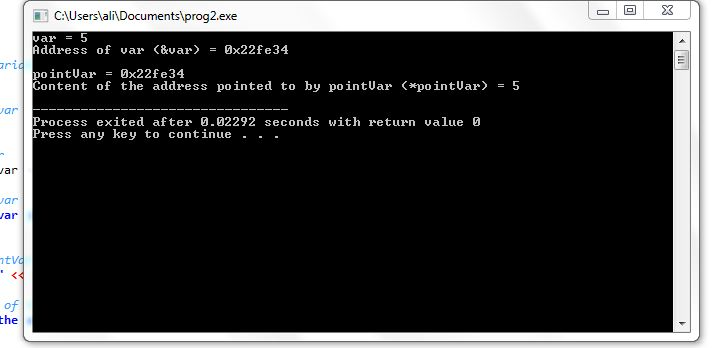 C:\Users\ali\Documents\prog2.exe
var = 5
Address of var (&var) = 0x22fe34
pointVar = 0x22fe34
Content of the address pointed to by pointVar (*pointVar) = 5
--------------------------------
Process exited after 0.02292 seconds with return value 0
Press any key to continue . . .
var
var
var
var
" <<
of
the